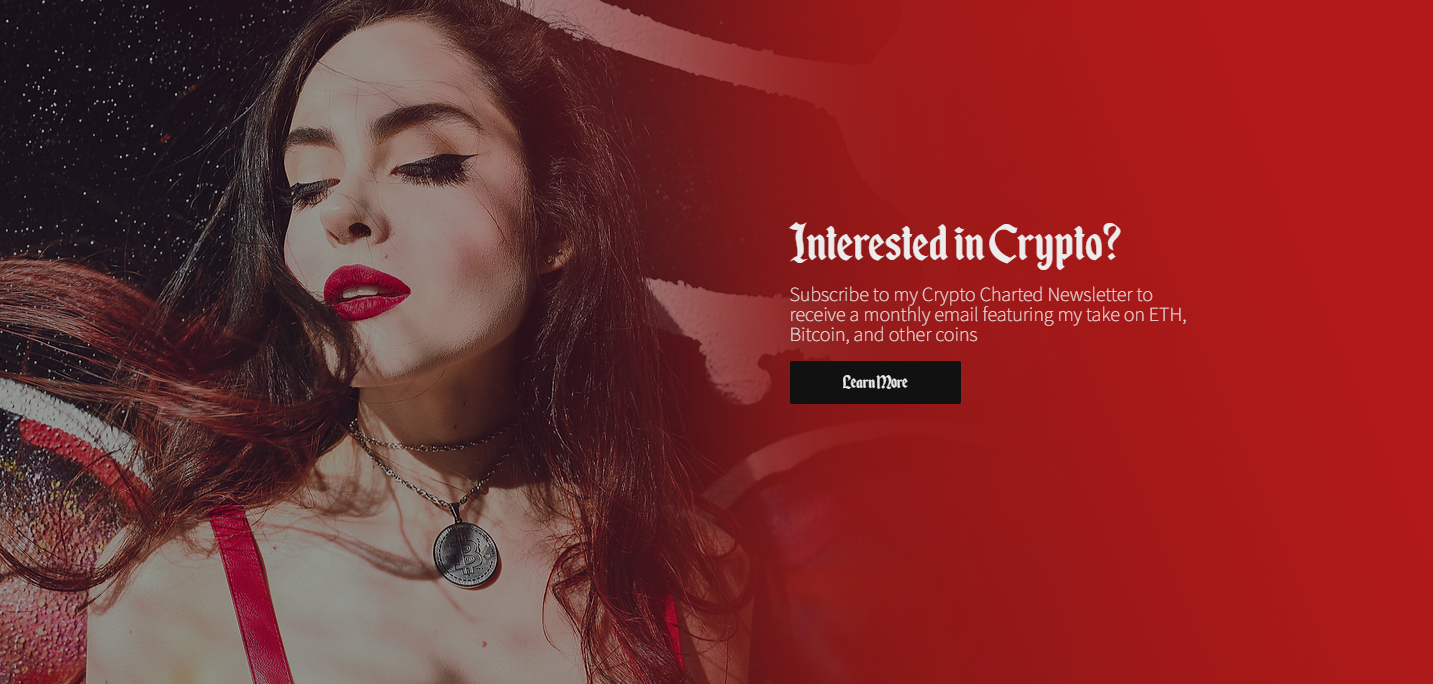 Interested in Crypto?
Subscribe to my Crypto Charted Newsletter to
receive a monthly email featuring my take on ETH,
Bitcoin, and other coins
Learn More